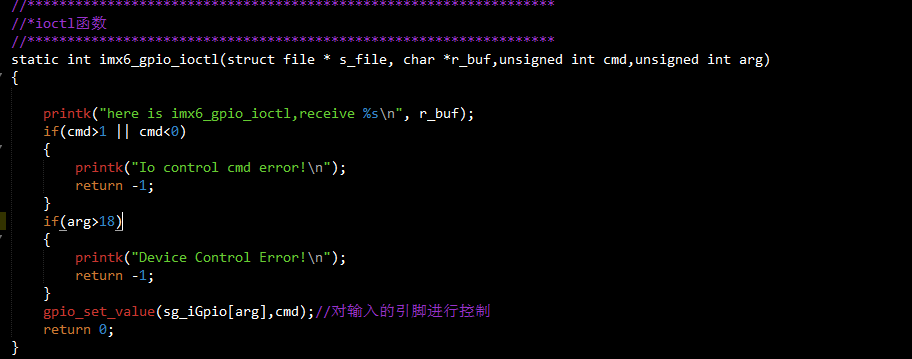 //******************************************************************
//*ioctl函数
//******************************************************************
static int imx6_gpio_ioctl(struct file * s_file, char *r_buf,unsigned int cmd,unsigned int arg)
{
printk("here is imx6_gpio_ioctl,receive %s\n", r_buf);
if(cmd>1 || cmd<0)
{
printk("Io control cmd error!\n");
return -1;
}
if(arg>18)
{
printk("Device Control Error!\n");
return -1;
}
gpio_set_value(sg_iGpio[arg],cmd);//对输入的引脚进行控制
return 0;
}